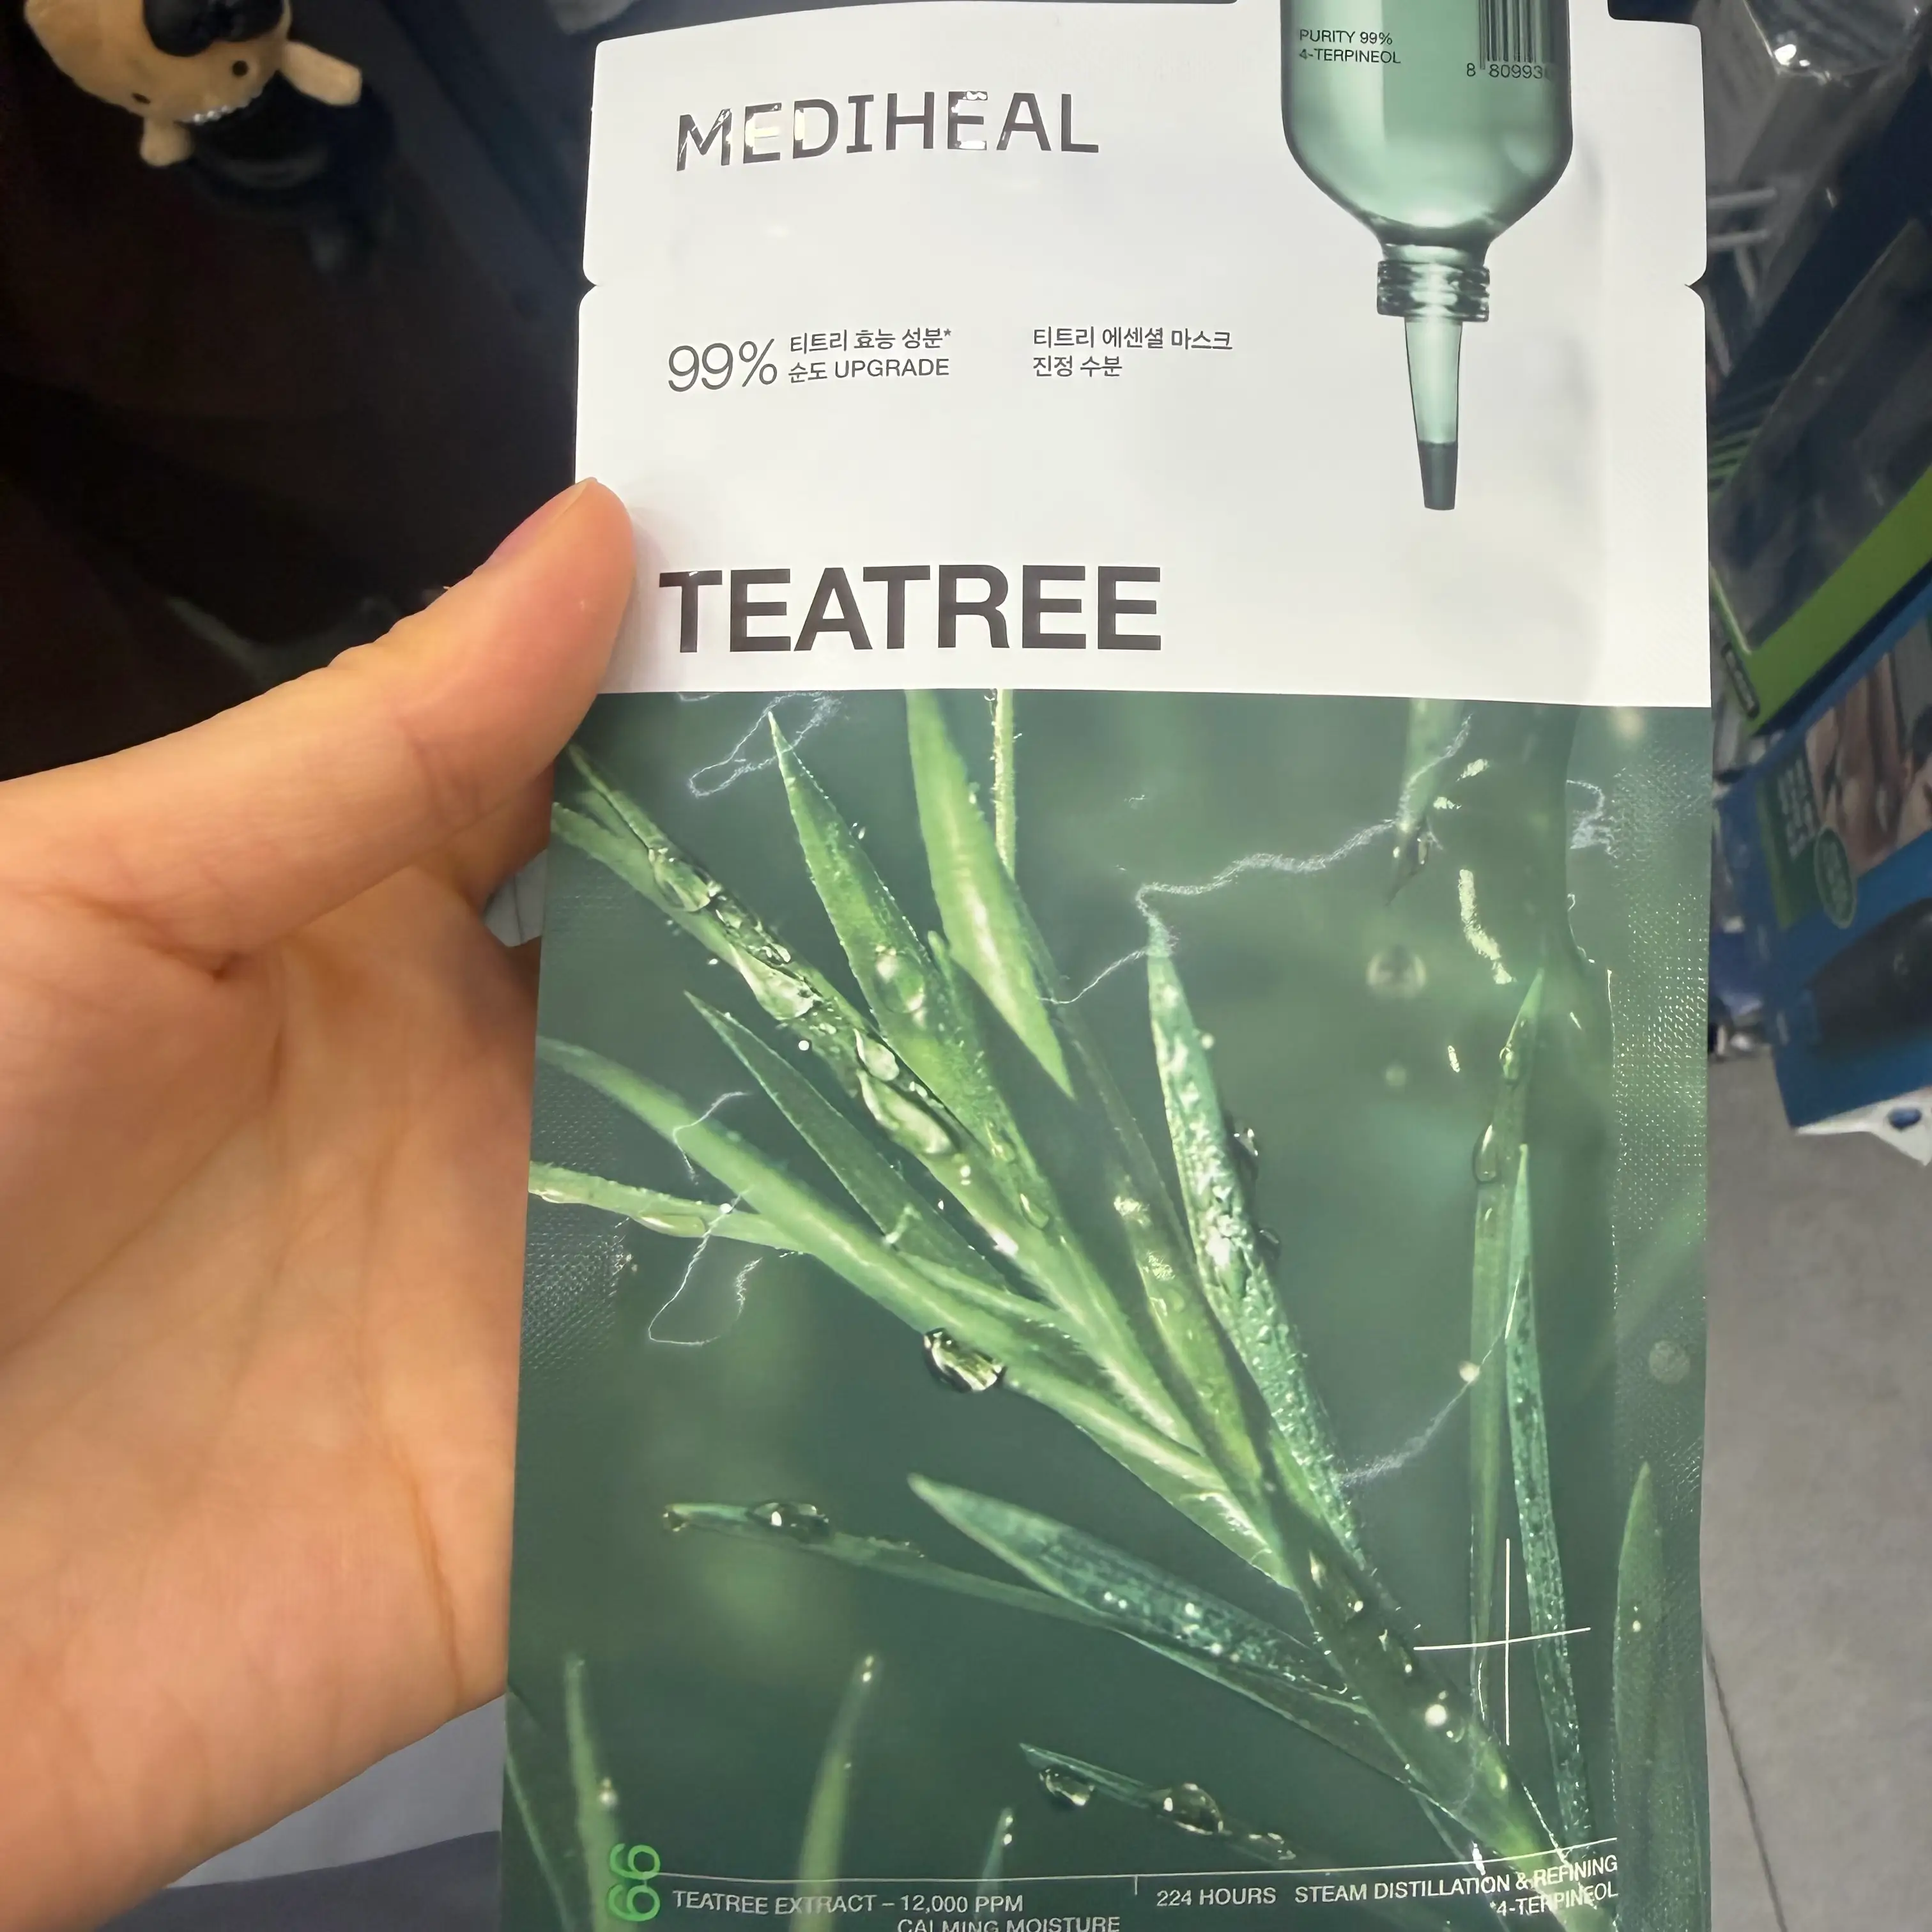 PURITY 99%
4-TERPINEOL
8 809936
MEDIHEAL
99% 티트리 효능 성분*
순도 UPGRADE
티트리 에센셜 마스크
진정 수분
TEATREE
99
TEATREE EXTRACT – 12,000 PPM
CALMING MOISTURE
224 HOURS STEAM DISTILLATION & REFINING
*4-TERPINEOL